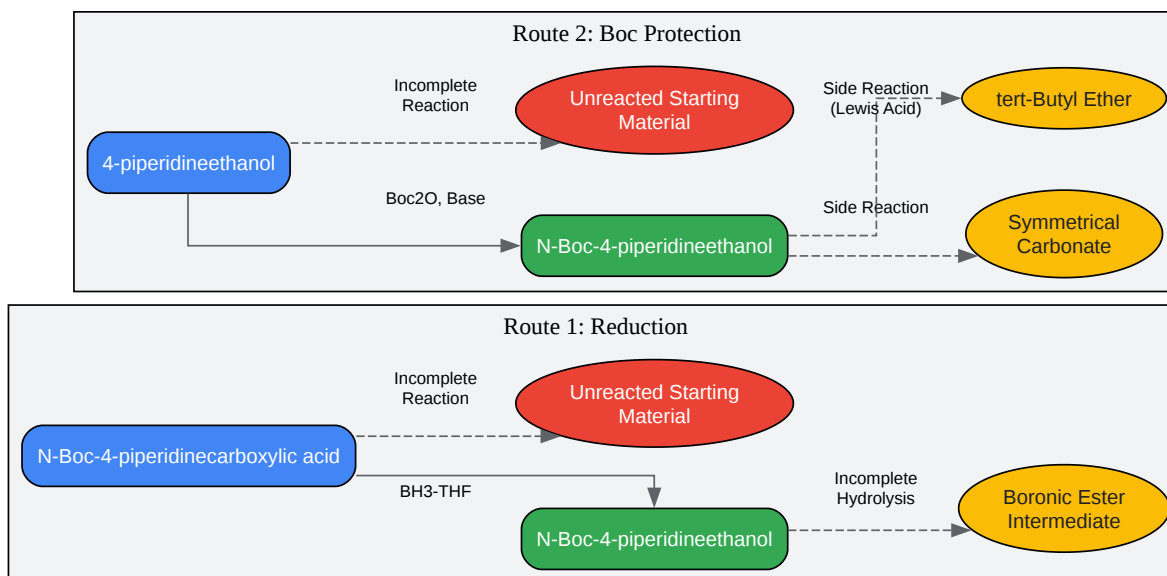 Route 2: Boc Protection
Incomplete
Reaction
Unreacted Starting
Material
Side Reaction
(Lewis Acid)
tert-Butyl Ether
4-piperidineethanol
Boc2O, Base
N-Boc-4-piperidineethanol
Side Reaction
Symmetrical
Carbonate
Route 1: Reduction
Incomplete
Reaction
Unreacted Starting
Material
N-Boc-4-piperidinecarboxylic acid
BH3-THF
N-Boc-4-piperidineethanol
Incomplete
Hydrolysis
Boronic Ester
Intermediate